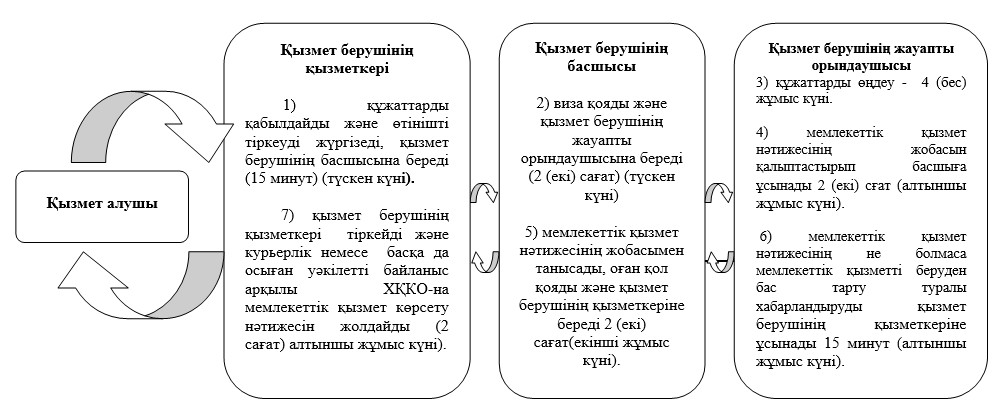 Қызмет алушы
Қызмет берушінің
қызметкері
1) құжаттарды
қабылдайды және өтінішті
тіркеуді жүргізеді, қызмет
берушінің басшысына береді
(15 минут) (түскен күні).
7) қызмет берушінің
қызметкері тіркейді және
курьерлік немесе басқа да
осыған уәкілетті байланыс
арқылы ХҚКО-на
мемлекеттік қызмет көрсету
нәтижесін жолдайды (2
сағат) алтыншы жұмыс күні).
Қызмет берушінің
басшысы
2) виза қояды және
қызмет берушінің
жауапты
орындаушысына береді
(2 (екі) сағат) (түскен
күні)
5) мемлекеттік қызмет
нәтижесінің жобасымен
танысады, оған қол
қояды және қызмет
берушінің қызметкеріне
береді 2 (екі)
сағат(екінші жұмыс
күні).
Қызмет берушінің жауапты
орындаушысы
3) құжаттарды өңдеу - 4 (бес)
жұмыс күні.
4) мемлекеттік қызмет
нәтижесінің жобасын
қалыптастырып басшыға
ұсынады 2 (екі) сғат (алтыншы
жұмыс күні).
6) мемлекеттік қызмет
нәтижесінің не болмаса
мемлекеттік қызметті беруден
бас тарту туралы
хабарландыруды қызмет
берушінің қызметкеріне
ұсынады 15 минут (алтыншы
жұмыс күні).